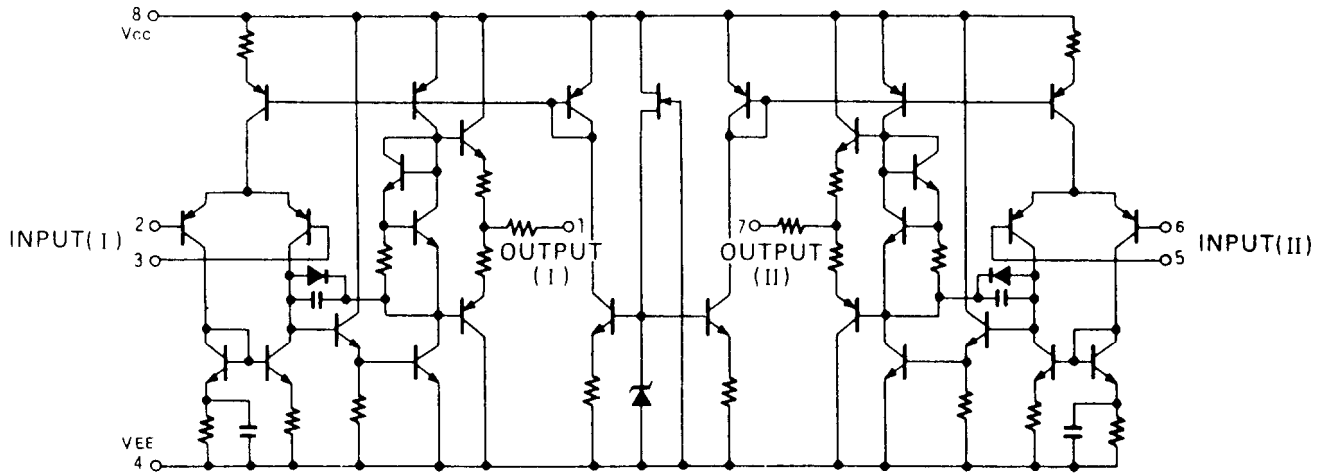 8
Vcc
2
INPUT(I)
3
1
OUTPUT
(I)
7
OUTPUT
(II)
6
INPUT(II)
5
VEE
4